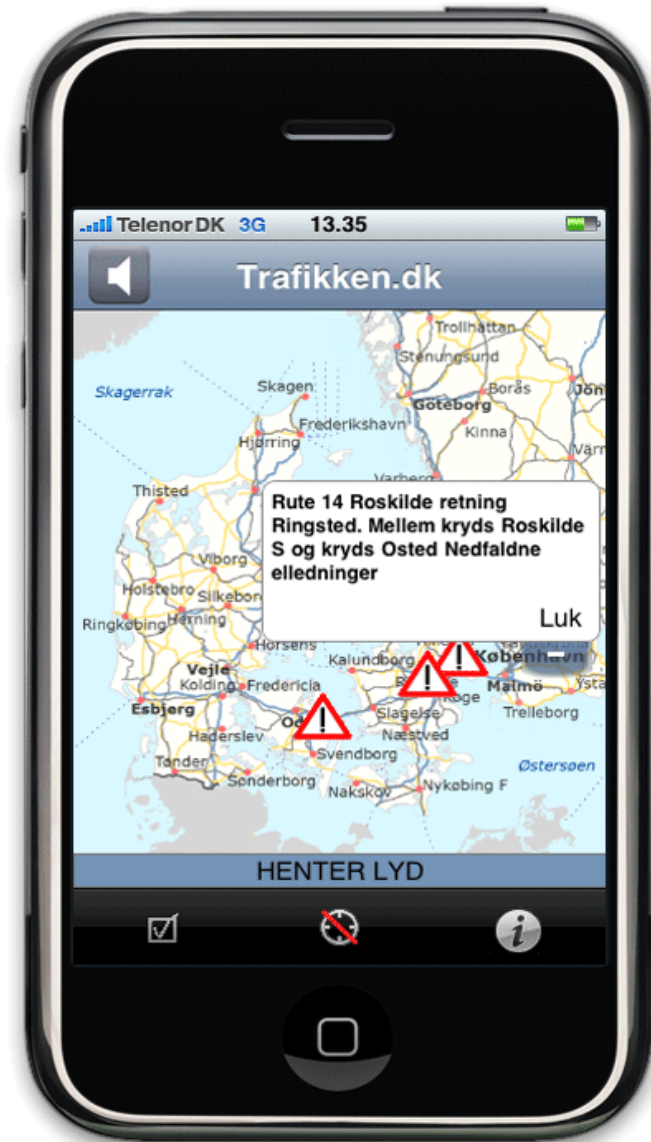 Telenor DK 3G 13.35
Trafikken.dk
Trollhättan
Stenungsund
Skagerrak
Skagen
Borås
Göteborg
Frederikshavn
Kinna
Hjørring
Varberg
Thisted
Rute 14 Roskilde retning
Ringsted. Mellem kryds Roskilde
S og kryds Osted Nedfaldne
elledninger
Luk
Viborg
Holstebro
Ringkøbing
Herning
Horsens
Kalundborg
København
Vejle
Kolding
Fredericia
Malmö
Esbjerg
Slagelse
Trelleborg
Haderslev
Næstved
Svendborg
Tønder
Sønderborg
Østersøen
Nakskov
Nykøbing F
HENTER LYD